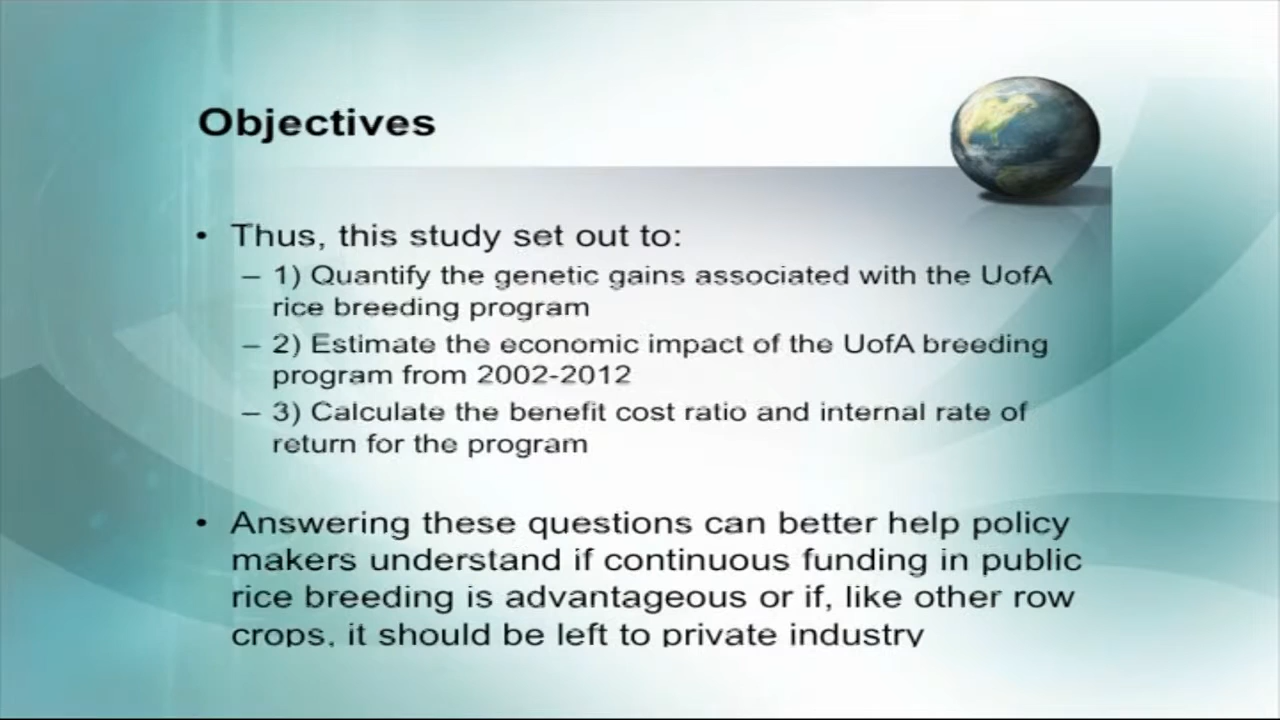 Objectives
• Thus, this study set out to:
– 1) Quantify the genetic gains associated with the UofA
rice breeding program
– 2) Estimate the economic impact of the UofA breeding
program from 2002-2012
– 3) Calculate the benefit cost ratio and internal rate of
return for the program
• Answering these questions can better help policy
makers understand if continuous funding in public
rice breeding is advantageous or if, like other row
crops, it should be left to private industry